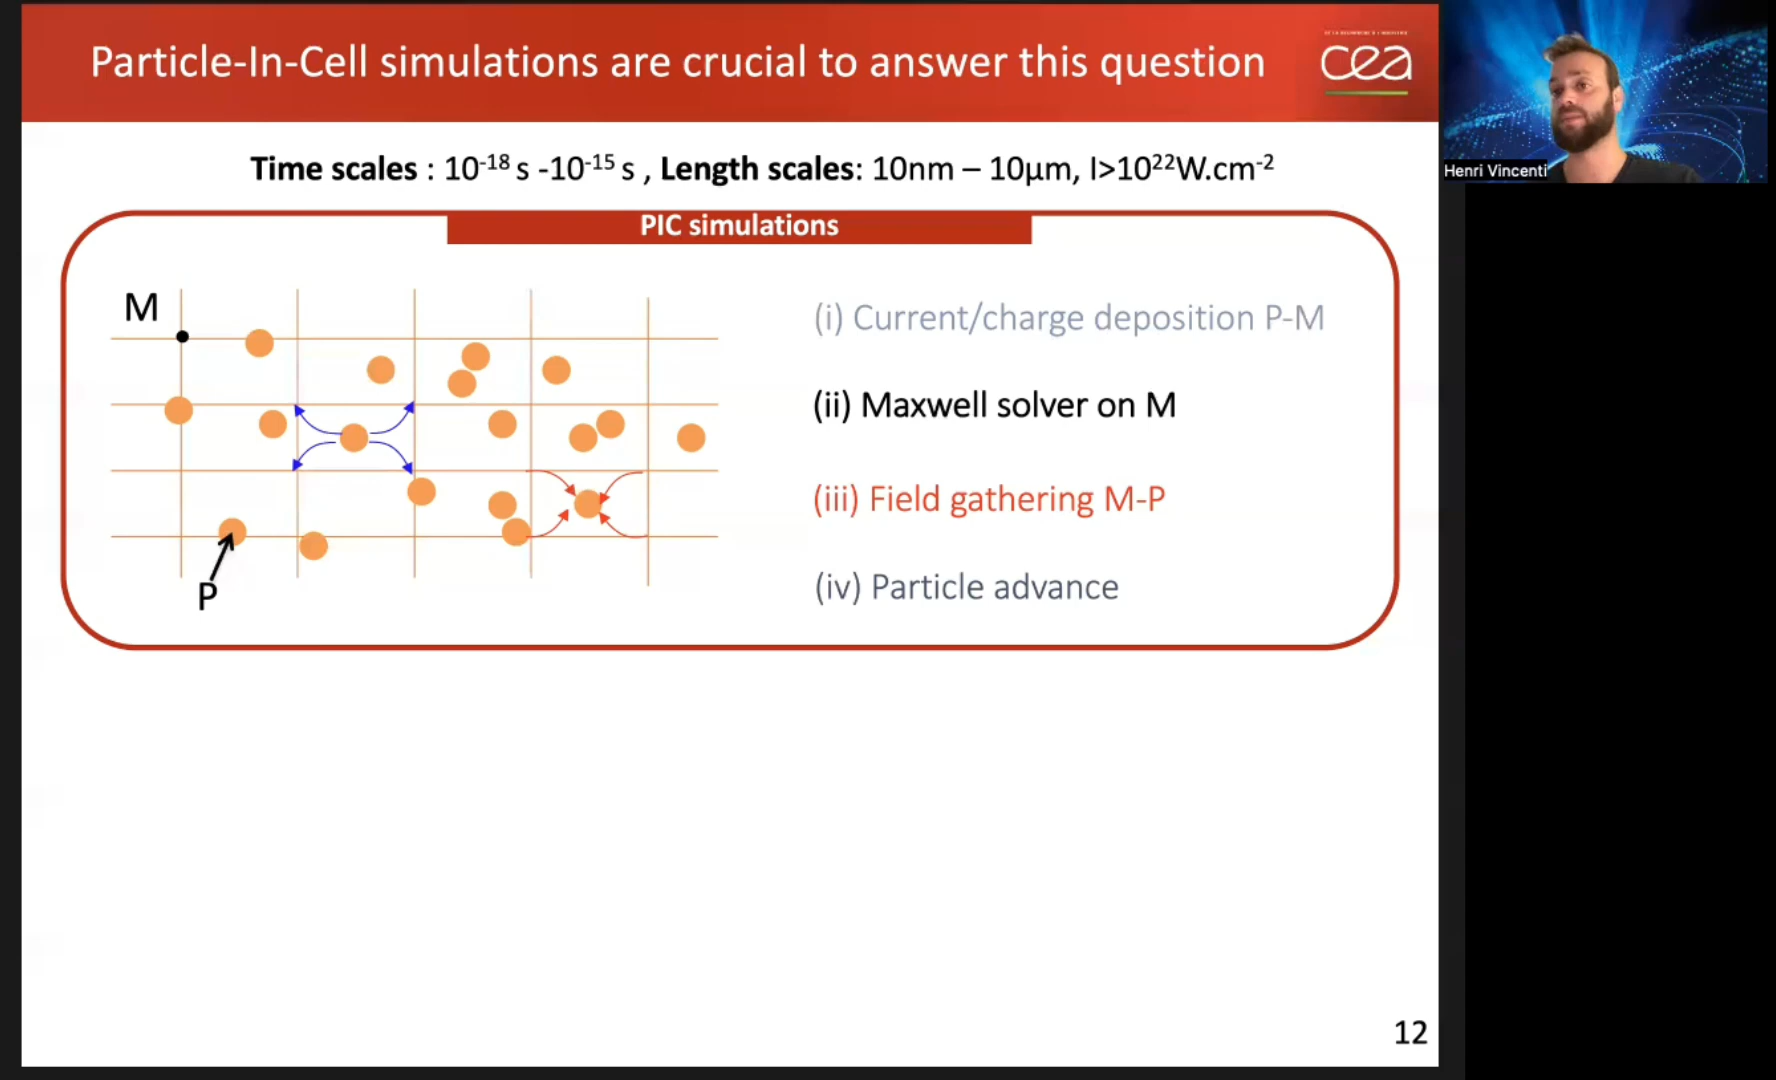 Particle-In-Cell simulations are crucial to answer this question
cea
Henri Vincenti
Time scales : 10⁻¹⁸ s -10⁻¹⁵ s , Length scales: 10nm – 10µm, I>10²²W.cm⁻²
PIC simulations
M
(i) Current/charge deposition P-M
(ii) Maxwell solver on M
(iii) Field gathering M-P
(iv) Particle advance
P
12